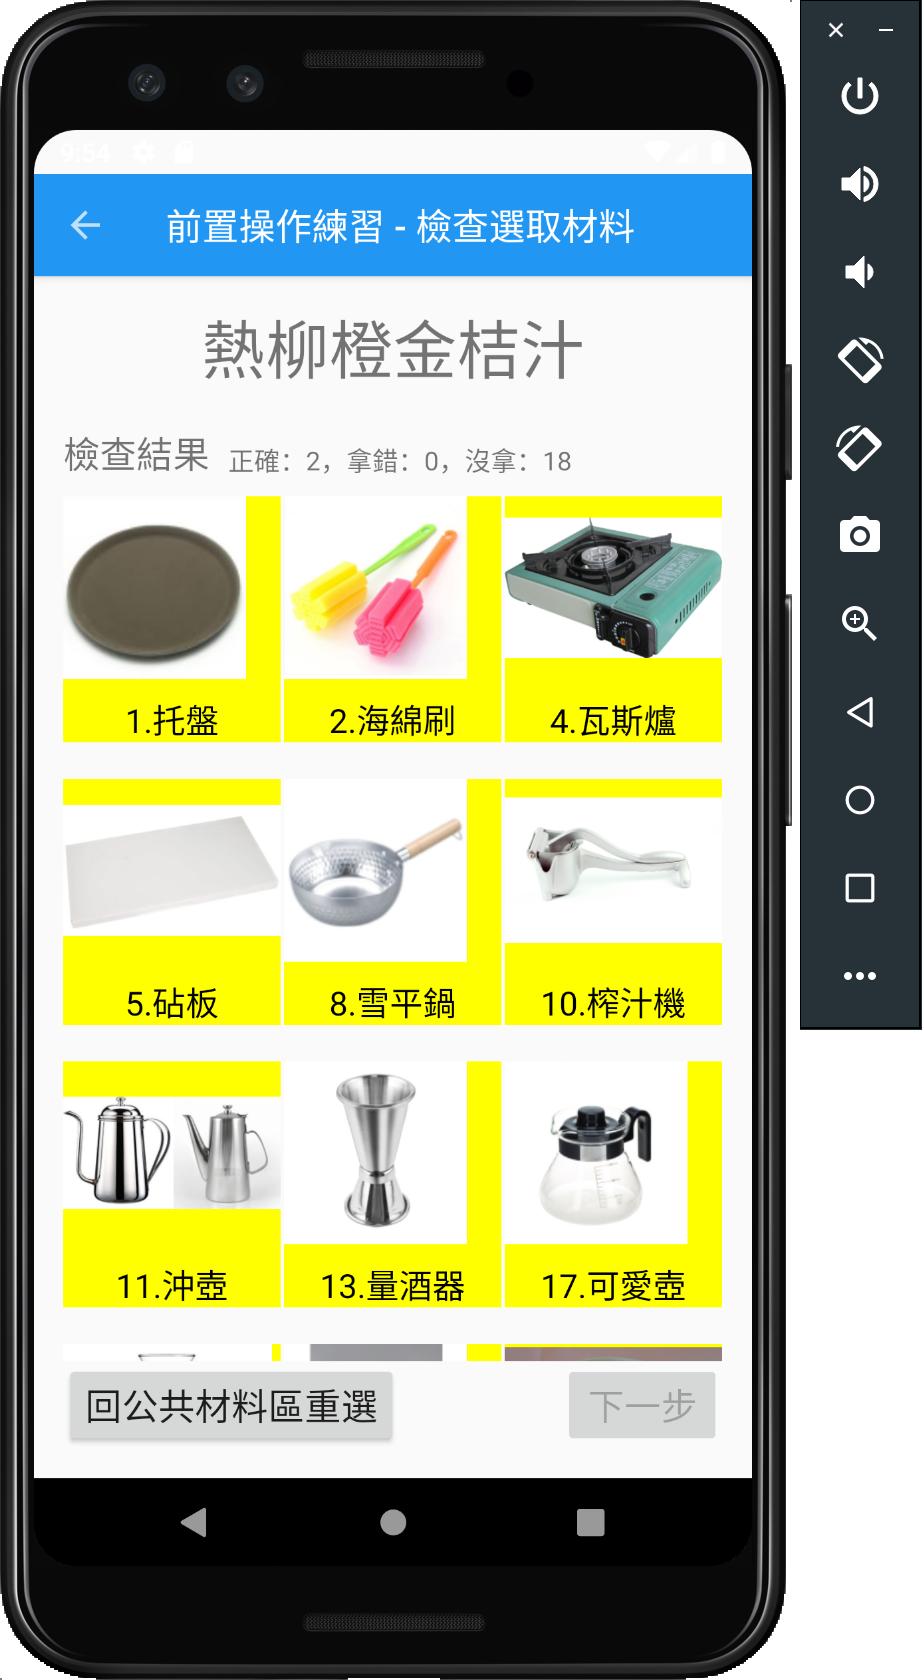 9:54
前置操作練習 - 檢查選取材料
熱柳橙金桔汁
檢查結果 正確：2，拿錯：0，沒拿：18
1.托盤 2.海綿刷 4.瓦斯爐
5.砧板 8.雪平鍋 10.榨汁機
11.沖壺 13.量酒器 17.可愛壺
回公共材料區重選 下一步